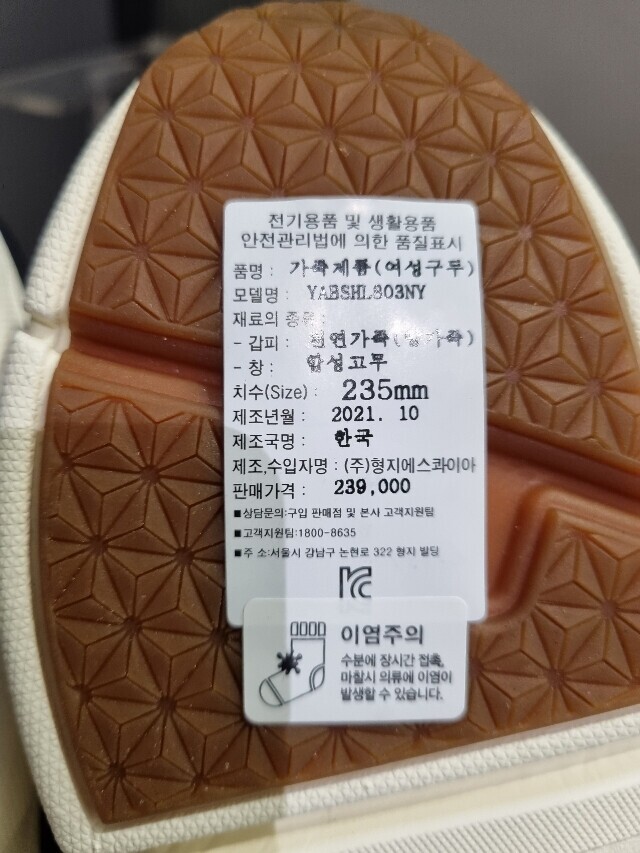 전기용품 및 생활용품
안전관리법에 의한 품질표시
품명 : 가죽제품(여성구두)
모델명 : YABSHL803NY
재료의 종류 :
- 갑피 : 천연가죽(양가죽)
- 창 : 합성고무
치수(Size) : 235mm
제조년월 : 2021. 10
제조국명 : 한국
제조,수입자명 : (주)형지에스콰이아
판매가격 : 239,000
■상담문의:구입 판매점 및 본사 고객지원팀
■고객지원팀:1800-8635
■주 소:서울시 강남구 논현로 322 형지 빌딩
이염주의
수분에 장시간 접촉,
마찰시 의류에 이염이
발생할 수 있습니다.